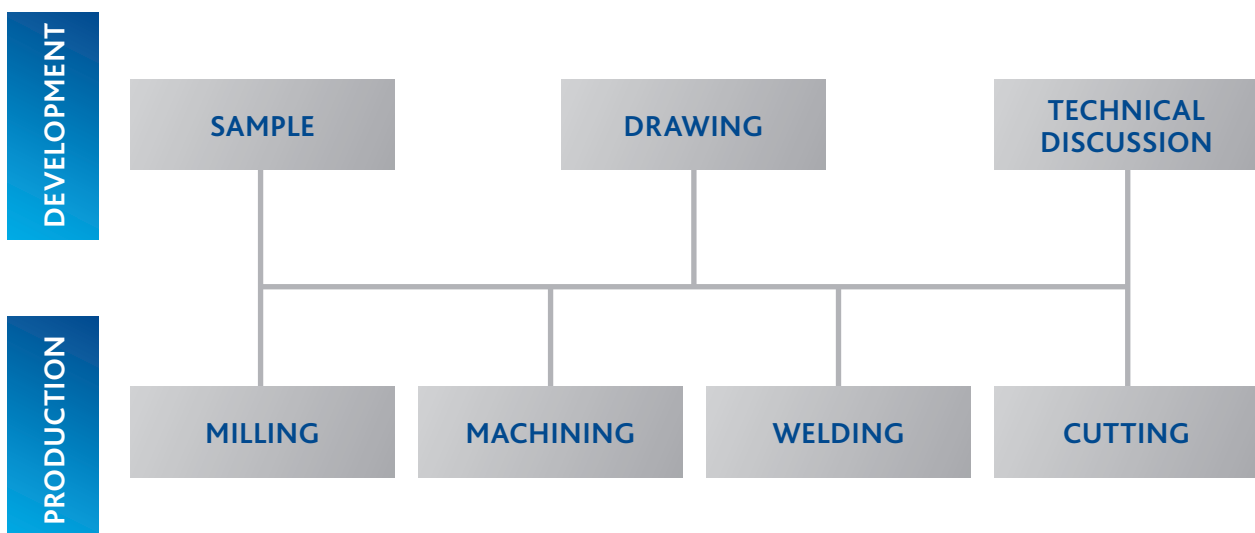 DEVELOPMENT
SAMPLE
DRAWING
TECHNICAL
DISCUSSION
PRODUCTION
MILLING
MACHINING
WELDING
CUTTING